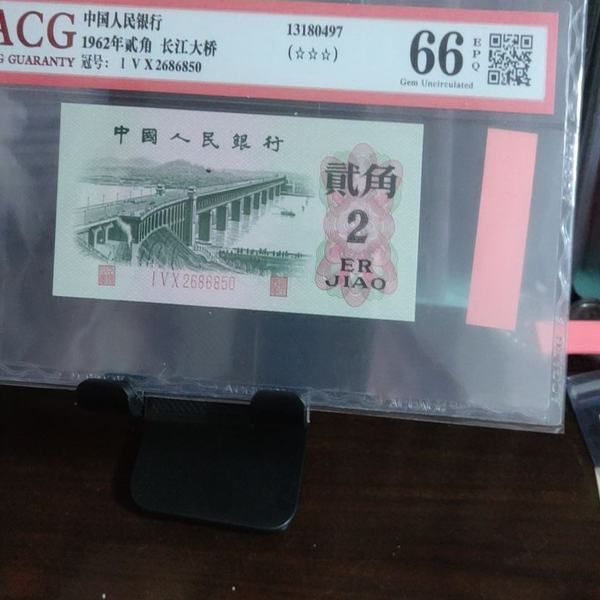 ACG
G GUARANTY
中国人民银行
1962年贰角 长江大桥
冠号: I V X 2686850
13180497
(☆☆☆)
66
EPQ
Gem Uncirculated
中國人民銀行
貳角
2
ER
JIAO
I V X 2686850